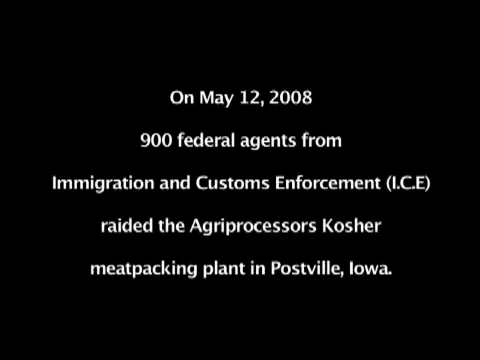 On May 12, 2008
900 federal agents from
Immigration and Customs Enforcement (I.C.E)
raided the Agriprocessors Kosher
meatpacking plant in Postville, Iowa.